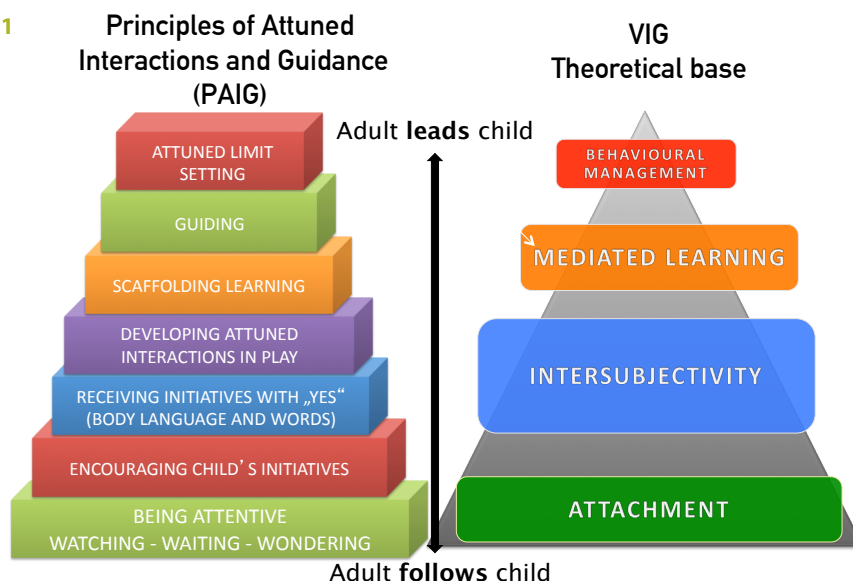 1
Principles of Attuned
Interactions and Guidance
(PAIG)
VIG
Theoretical base
Adult leads child
ATTUNED LIMIT
SETTING
GUIDING
SCAFFOLDING LEARNING
DEVELOPING ATTUNED
INTERACTIONS IN PLAY
RECEIVING INITIATIVES WITH „YES“
(BODY LANGUAGE AND WORDS)
ENCOURAGING CHILD'S INITIATIVES
BEING ATTENTIVE
WATCHING - WAITING - WONDERING
BEHAVIOURAL
MANAGEMENT
MEDIATED LEARNING
INTERSUBJECTIVITY
ATTACHMENT
Adult follows child